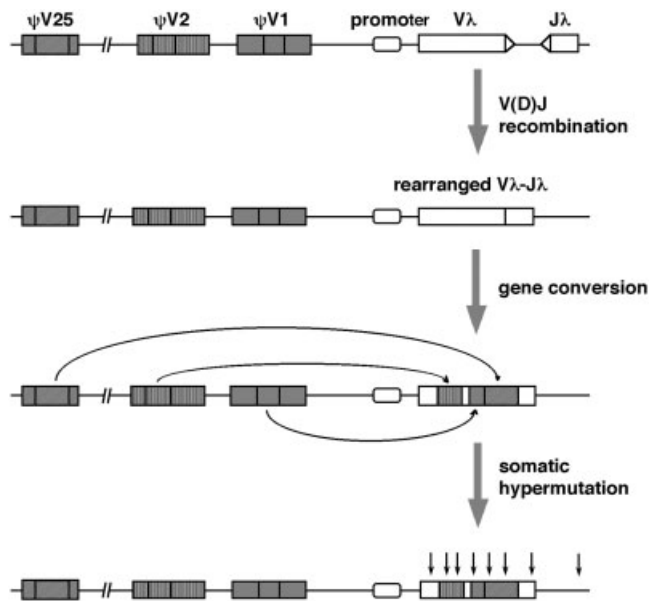 ψV25 ψV2 ψV1 promoter Vλ Jλ
//
V(D)J
recombination
rearranged Vλ-Jλ
//
gene conversion
//
somatic
hypermutation
//